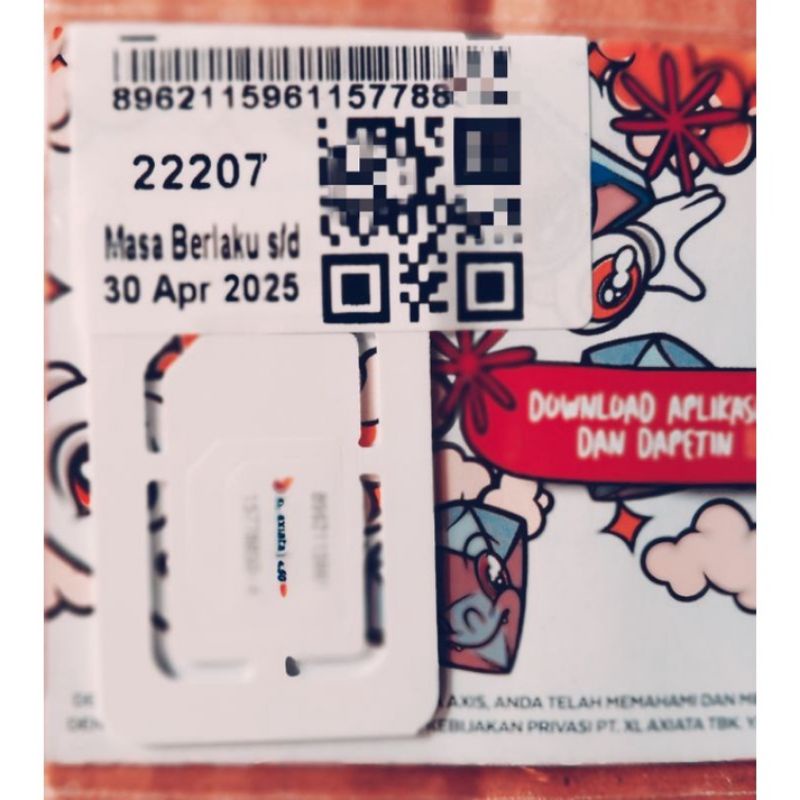 8962115961157788
22207
Masa Berlaku s/d
30 Apr 2025
axiata
DOWNLOAD APLIKASI
DAN DAPETIN
AXIS, ANDA TELAH MEMAHAMI DAN
KEBIJAKAN PRIVASI PT. XL AXIATA TBK.